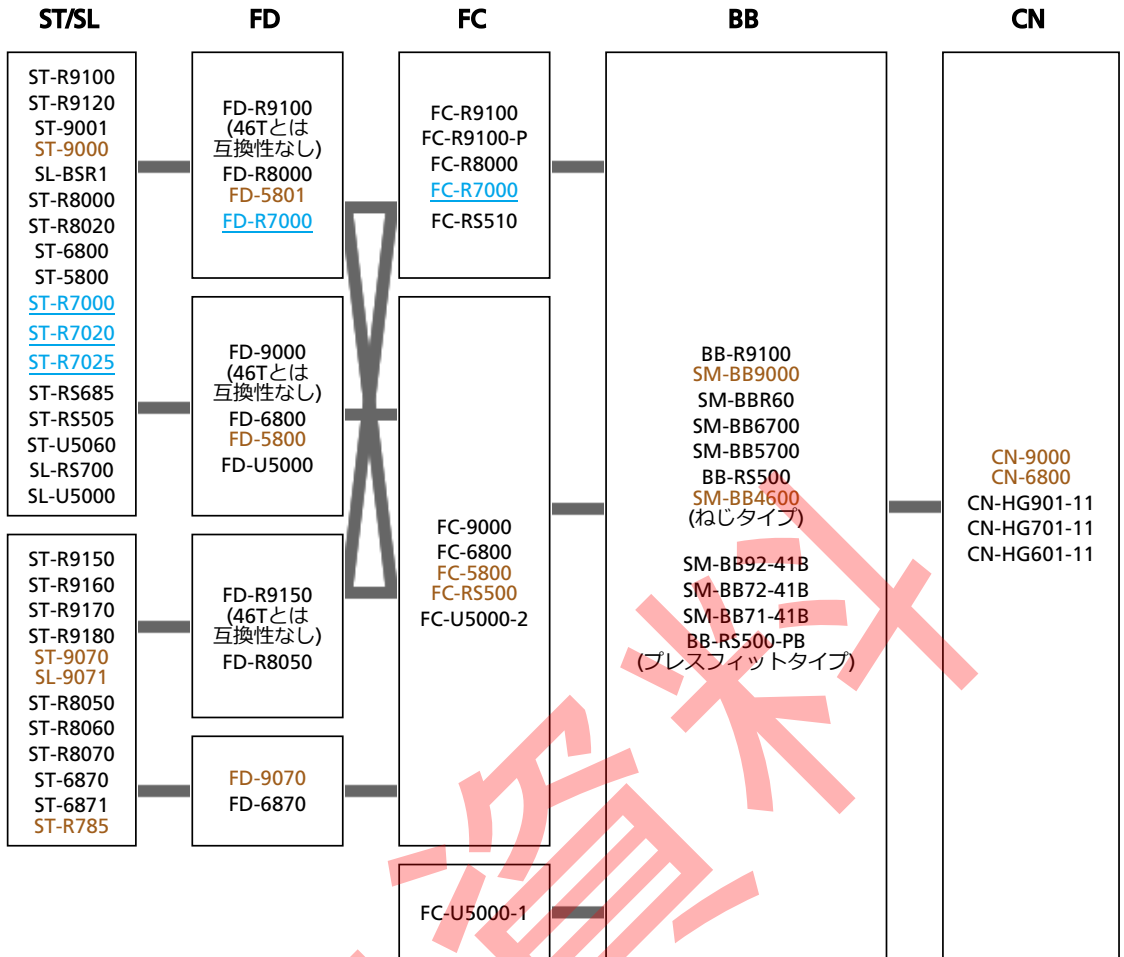 ST/SL
FD
FC
BB
CN
ST-R9100
ST-R9120
ST-9001
ST-9000
SL-BSR1
ST-R8000
ST-R8020
ST-6800
ST-5800
ST-R7000
ST-R7020
ST-R7025
ST-RS685
ST-RS505
ST-U5060
SL-RS700
SL-U5000
ST-R9150
ST-R9160
ST-R9170
ST-R9180
ST-9070
SL-9071
ST-R8050
ST-R8060
ST-R8070
ST-6870
ST-6871
ST-R785
FD-R9100
(46Tとは
互換性なし)
FD-R8000
FD-5801
FD-R7000
FD-9000
(46Tとは
互換性なし)
FD-6800
FD-5800
FD-U5000
FD-R9150
(46Tとは
互換性なし)
FD-R8050
FD-9070
FD-6870
FC-R9100
FC-R9100-P
FC-R8000
FC-R7000
FC-RS510
FC-9000
FC-6800
FC-5800
FC-RS500
FC-U5000-2
FC-U5000-1
BB-R9100
SM-BB9000
SM-BBR60
SM-BB6700
SM-BB5700
BB-RS500
SM-BB4600
(ねじタイプ)
SM-BB92-41B
SM-BB72-41B
SM-BB71-41B
BB-RS500-PB
(プレスフィットタイプ)
CN-9000
CN-6800
CN-HG901-11
CN-HG701-11
CN-HG601-11
資料